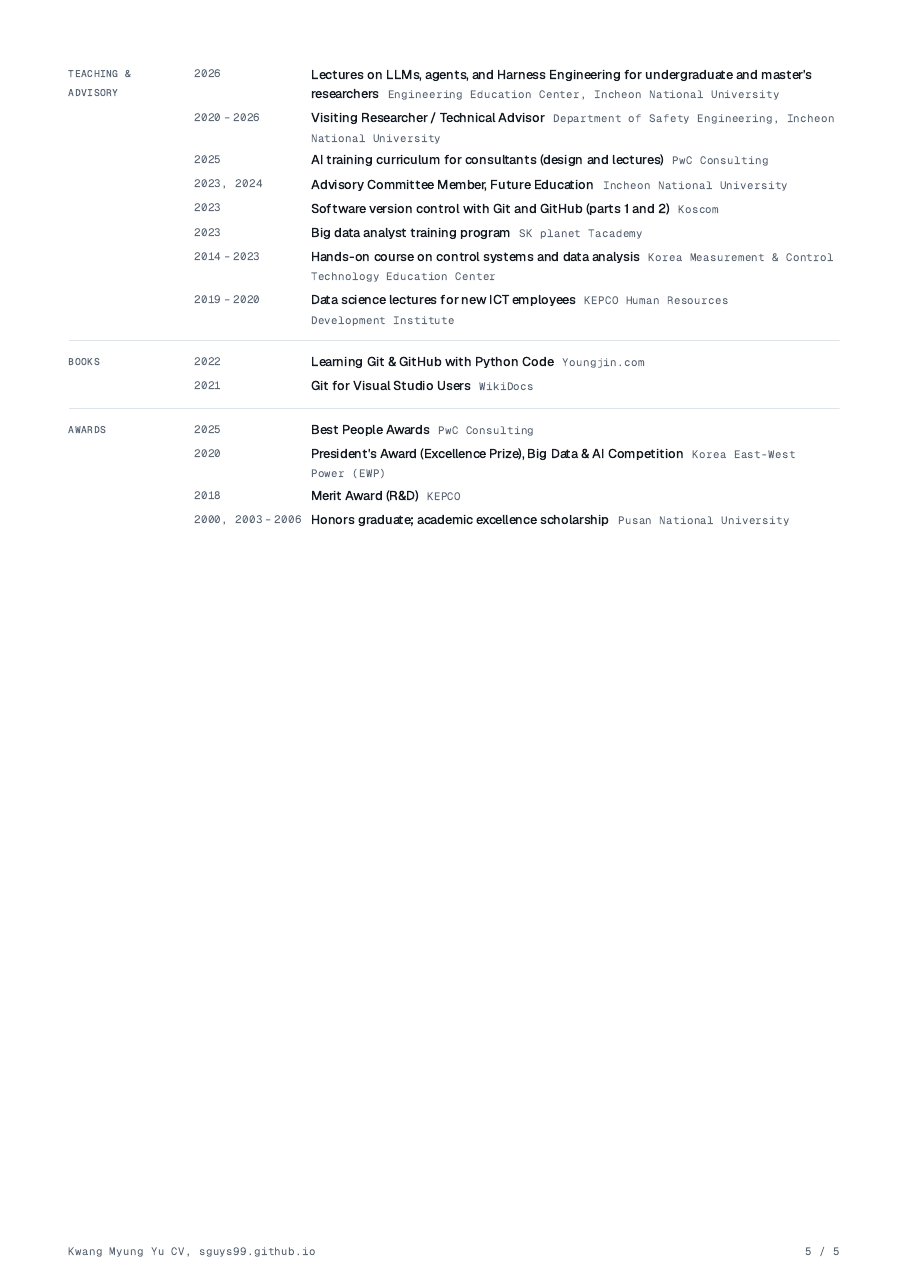 TEACHING & 2026 Lectures on LLMs, agents, and Harness Engineering for undergraduate and master's
ADVISORY researchers Engineering Education Center, Incheon National University
2020 – 2026 Visiting Researcher / Technical Advisor Department of Safety Engineering, Incheon
National University
2025 AI training curriculum for consultants (design and lectures) PwC Consulting
2023, 2024 Advisory Committee Member, Future Education Incheon National University
2023 Software version control with Git and GitHub (parts 1 and 2) Koscom
2023 Big data analyst training program SK planet Tacademy
2014 – 2023 Hands-on course on control systems and data analysis Korea Measurement & Control
Technology Education Center
2019 – 2020 Data science lectures for new ICT employees KEPCO Human Resources
Development Institute
BOOKS 2022 Learning Git & GitHub with Python Code Youngjin.com
2021 Git for Visual Studio Users WikiDocs
AWARDS 2025 Best People Awards PwC Consulting
2020 President's Award (Excellence Prize), Big Data & AI Competition Korea East-West
Power (EWP)
2018 Merit Award (R&D) KEPCO
2000, 2003 – 2006 Honors graduate; academic excellence scholarship Pusan National University
Kwang Myung Yu CV, sguys99.github.io 5 / 5